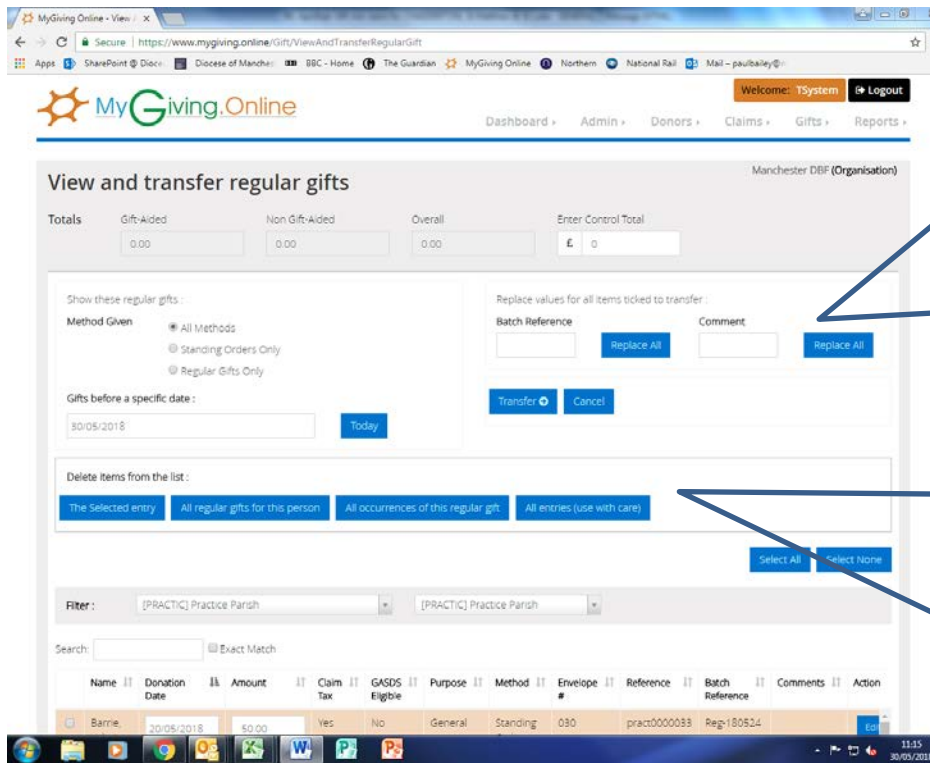 MyGiving Online - View / x
Secure | https://www.mygiving.online/Gift/ViewAndTransferRegularGift
Apps SharePoint @ Dioce Diocese of Manches BBC - Home The Guardian MyGiving Online Northern National Rail Mail – paulbailey@
Welcome: TSystem Logout
MyGiving.Online
Dashboard Admin Donors Claims Gifts Reports
View and transfer regular gifts
Manchester DBF (Organisation)
Totals Gift-Aided Non Gift-Aided Overall Enter Control Total
0.00 0.00 0.00 £ 0
Show these regular gifts :
Method Given
All Methods
Standing Orders Only
Regular Gifts Only
Gifts before a specific date :
30/05/2018 Today
Replace values for all items ticked to transfer :
Batch Reference Comment
Replace All Replace All
Transfer Cancel
Delete items from the list :
The Selected entry All regular gifts for this person All occurrences of this regular gift All entries (use with care)
Select All Select None
Filter : [PRACTIC] Practice Parish [PRACTIC] Practice Parish
Search: Exact Match
Name Donation Date Amount Claim Tax GASDS Eligible Purpose Method Envelope # Reference Batch Reference Comments Action
Barrie, 20/05/2018 50.00 Yes No General Standing 030 pract0000033 Reg-180524 Edit
11:15
30/05/2018